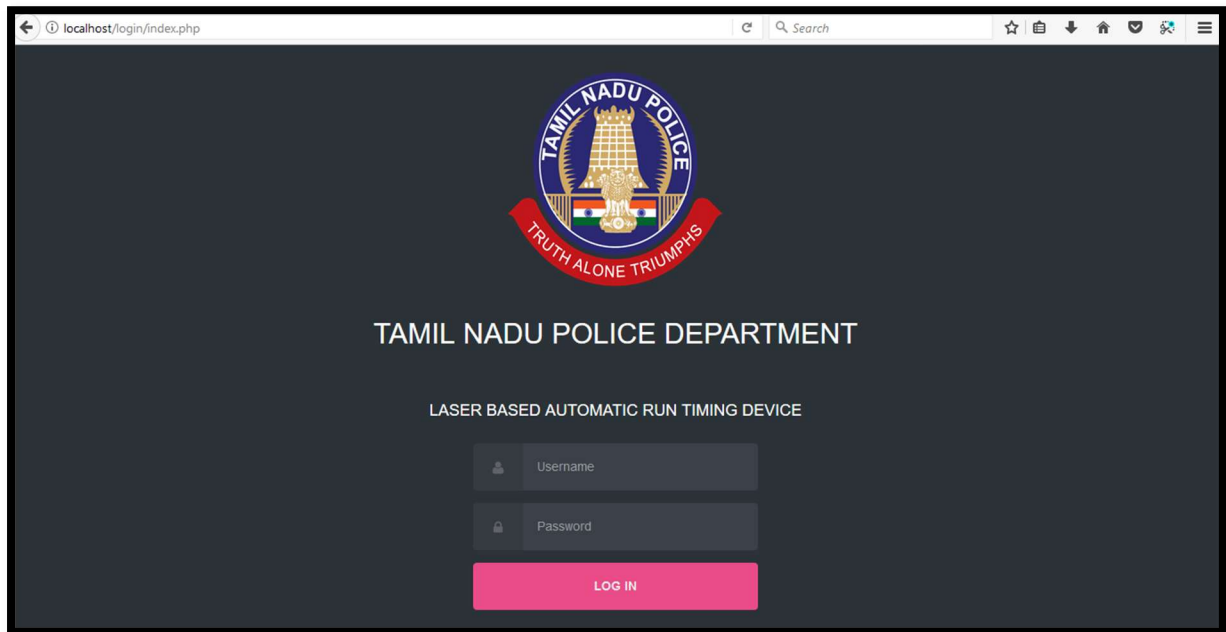 localhost/login/index.php
Search
TAMIL NADU POLICE
TRUTH ALONE TRIUMPHS
TAMIL NADU POLICE DEPARTMENT
LASER BASED AUTOMATIC RUN TIMING DEVICE
Username
Password
LOG IN